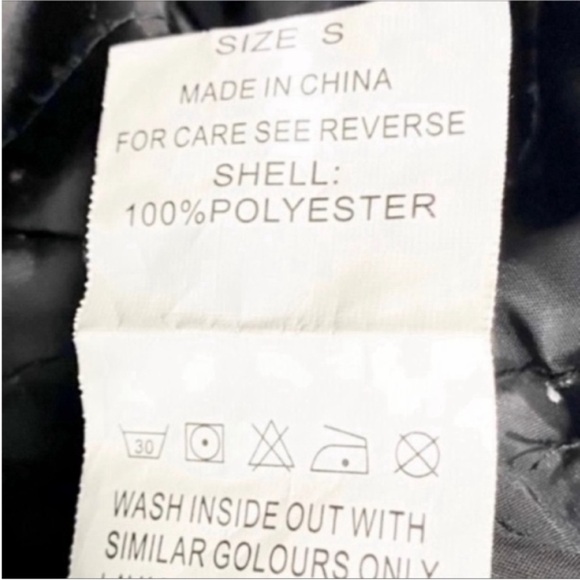 SIZE S
MADE IN CHINA
FOR CARE SEE REVERSE
SHELL:
100%POLYESTER
30
WASH INSIDE OUT WITH
SIMILAR GOLOURS ONLY